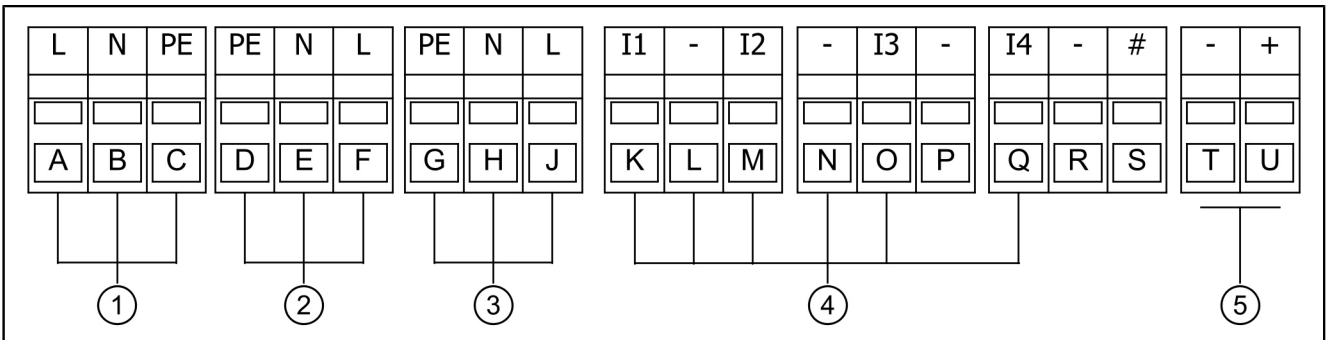 L N PE PE N L PE N L I1 - I2 - I3 - I4 - # - +
A B C D E F G H J K L M N O P Q R S T U
1 2 3 4 5